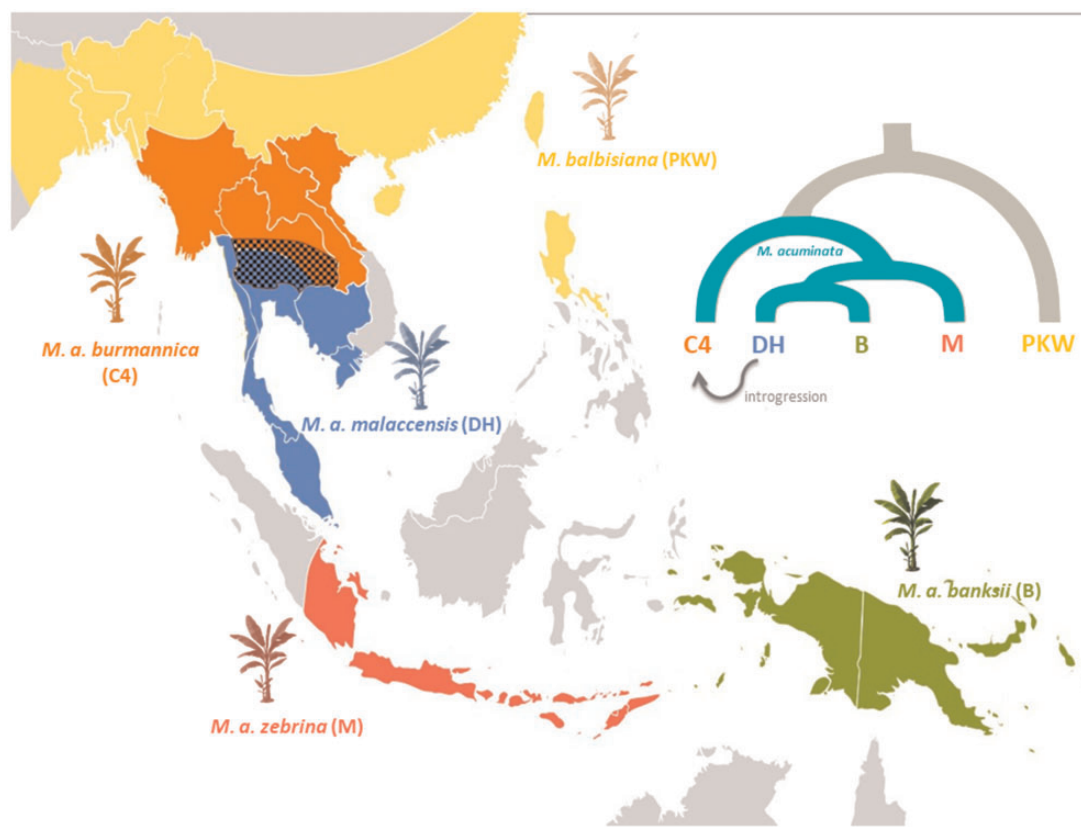 M. balbisiana (PKW)
M. acuminata
C4 DH B M PKW
introgression
M. a. burmannica
(C4)
M. a. malaccensis (DH)
M. a. banksii (B)
M. a. zebrina (M)